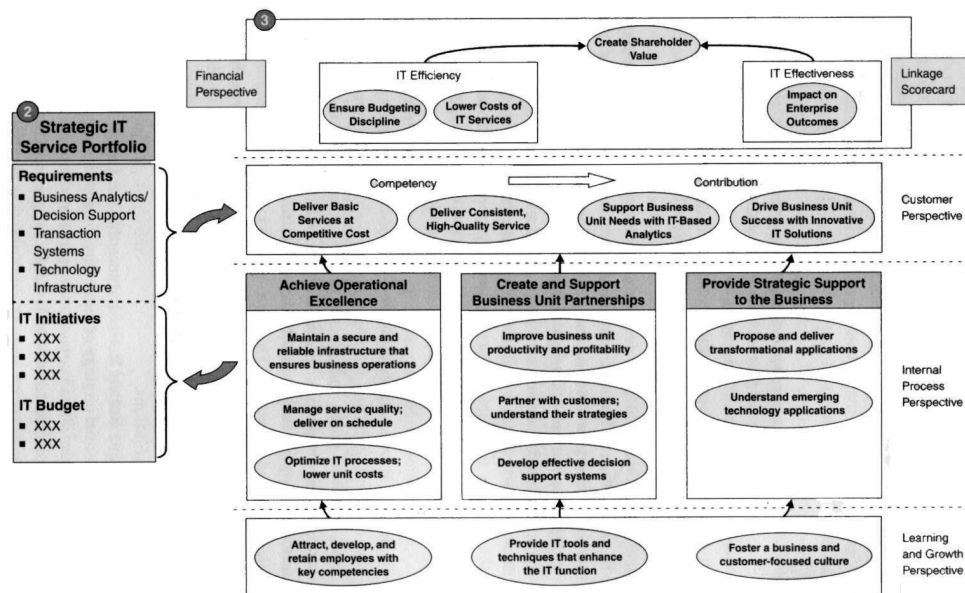 3
Create Shareholder
Value
Financial
Perspective
IT Efficiency
Ensure Budgeting
Discipline
Lower Costs of
IT Services
IT Effectiveness
Impact on
Enterprise
Outcomes
Linkage
Scorecard
2
Strategic IT
Service Portfolio
Requirements
■ Business Analytics/
Decision Support
■ Transaction
Systems
■ Technology
Infrastructure
IT Initiatives
■ XXX
■ XXX
■ XXX
IT Budget
■ XXX
■ XXX
Competency
Contribution
Deliver Basic
Services at
Competitive Cost
Deliver Consistent,
High-Quality Service
Support Business
Unit Needs with IT-Based
Analytics
Drive Business Unit
Success with Innovative
IT Solutions
Customer
Perspective
Achieve Operational
Excellence
Maintain a secure and
reliable infrastructure that
ensures business operations
Manage service quality;
deliver on schedule
Optimize IT processes;
lower unit costs
Create and Support
Business Unit Partnerships
Improve business unit
productivity and profitability
Partner with customers;
understand their strategies
Develop effective decision
support systems
Provide Strategic Support
to the Business
Propose and deliver
transformational applications
Understand emerging
technology applications
Internal
Process
Perspective
Attract, develop, and
retain employees with
key competencies
Provide IT tools and
techniques that enhance
the IT function
Foster a business and
customer-focused culture
Learning
and Growth
Perspective